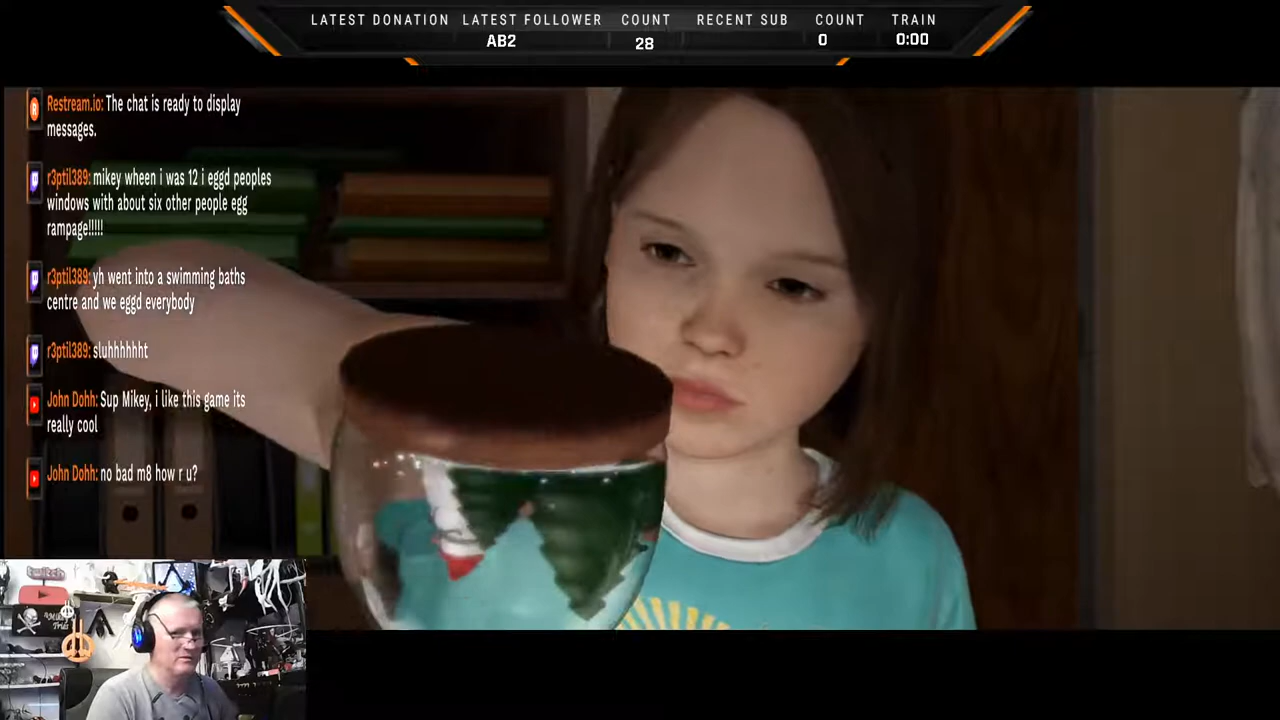 LATEST DONATION LATEST FOLLOWER COUNT RECENT SUB COUNT TRAIN
AB2 28 0 0:00
Restream.io: The chat is ready to display
messages.
r3ptil389: mikey wheen i was 12 i eggd peoples
windows with about six other people egg
rampage!!!!!
r3ptil389: yh went into a swimming baths
centre and we eggd everybody
r3ptil389: sluhhhhhht
John Dohh: Sup Mikey, i like this game its
really cool
John Dohh: no bad m8 how r u?
twitch